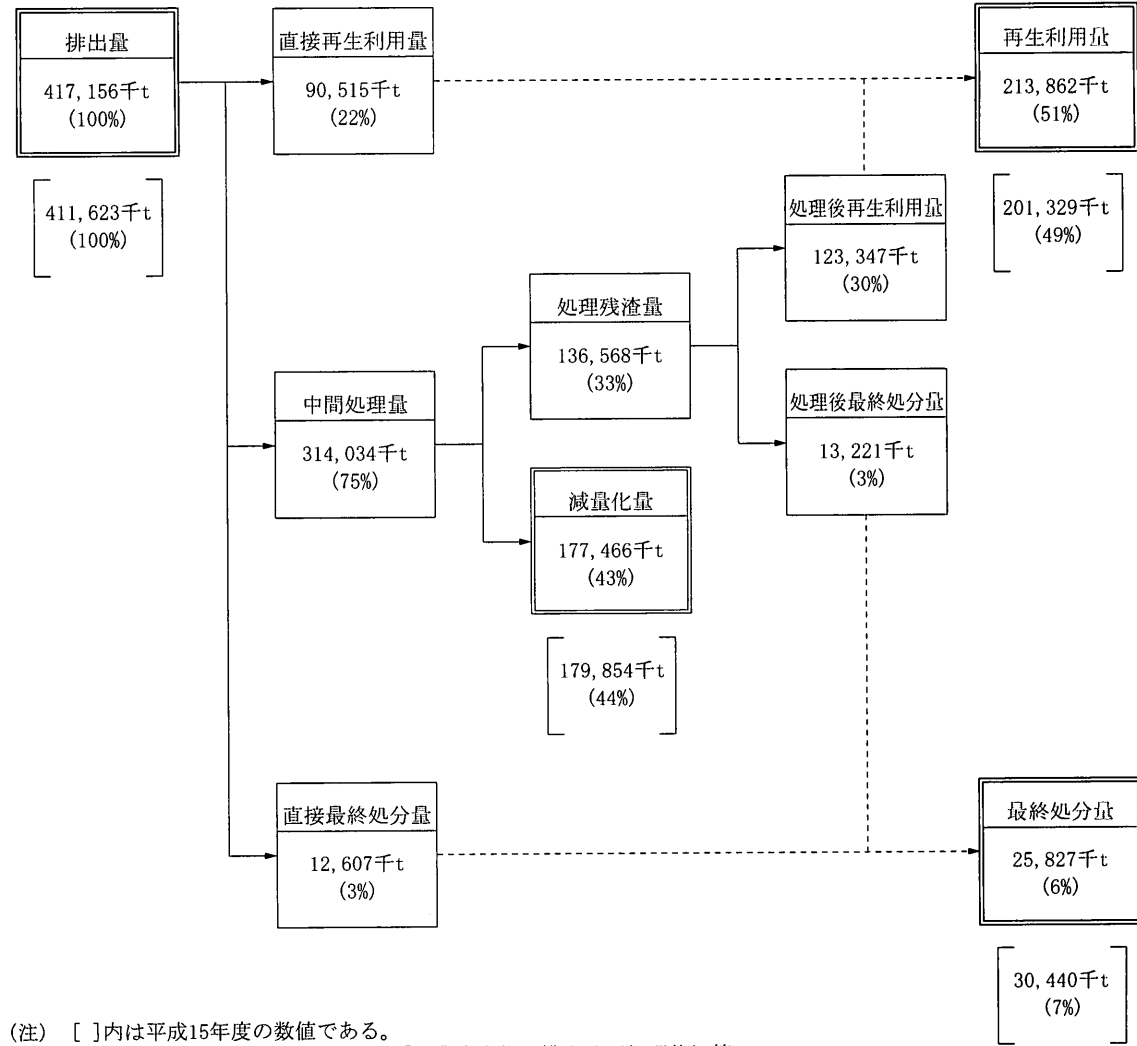 排出量
417,156千t
(100%)
411,623千t
(100%)
直接再生利用量
90,515千t
(22%)
中間処理量
314,034千t
(75%)
直接最終処分量
12,607千t
(3%)
処理残渣量
136,568千t
(33%)
減量化量
177,466千t
(43%)
179,854千t
(44%)
処理後再生利用量
123,347千t
(30%)
処理後最終処分量
13,221千t
(3%)
再生利用量
213,862千t
(51%)
201,329千t
(49%)
最終処分量
25,827千t
(6%)
30,440千t
(7%)
(注) [ ]内は平成15年度の数値である。